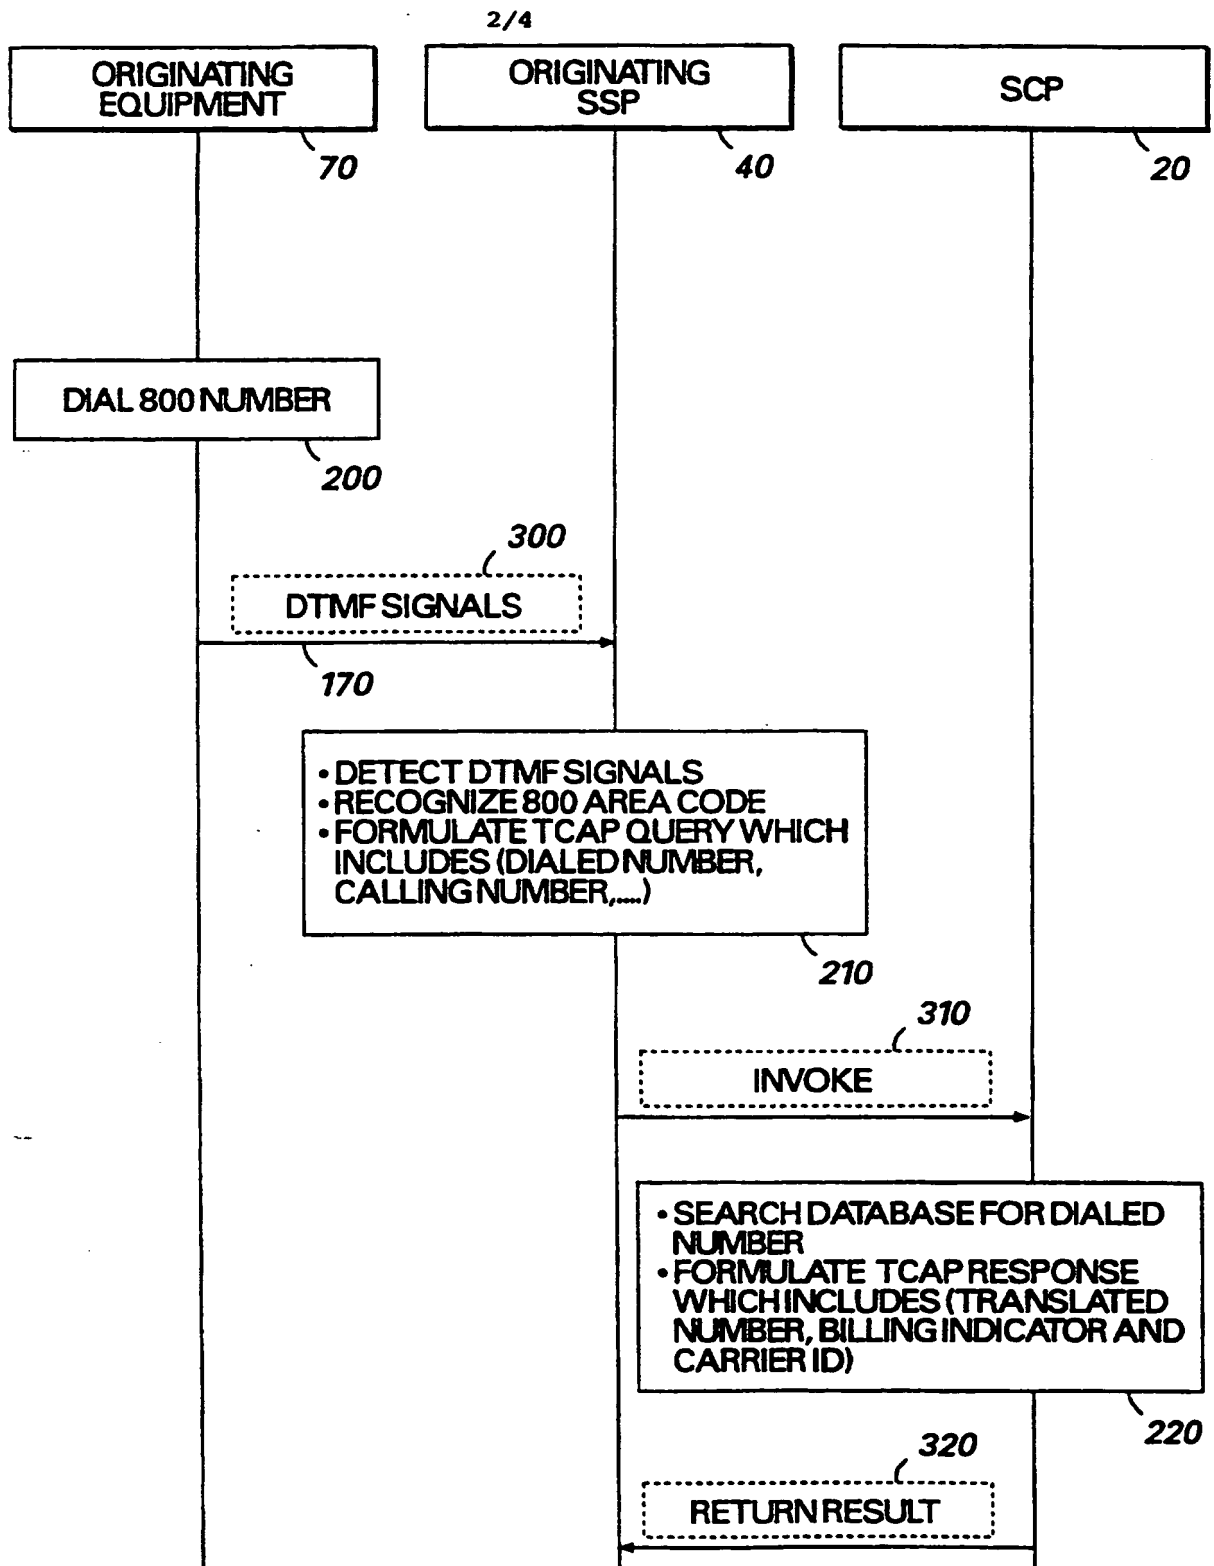 2/4
ORIGINATING
EQUIPMENT
70
ORIGINATING
SSP
40
SCP
20
DIAL 800 NUMBER
200
300
DTMF SIGNALS
170
• DETECT DTMF SIGNALS
• RECOGNIZE 800 AREA CODE
• FORMULATE TCAP QUERY WHICH
INCLUDES (DIALED NUMBER,
CALLING NUMBER,.....)
210
310
INVOKE
• SEARCH DATABASE FOR DIALED
NUMBER
• FORMULATE TCAP RESPONSE
WHICH INCLUDES (TRANSLATED
NUMBER, BILLING INDICATOR AND
CARRIER ID)
220
320
RETURN RESULT